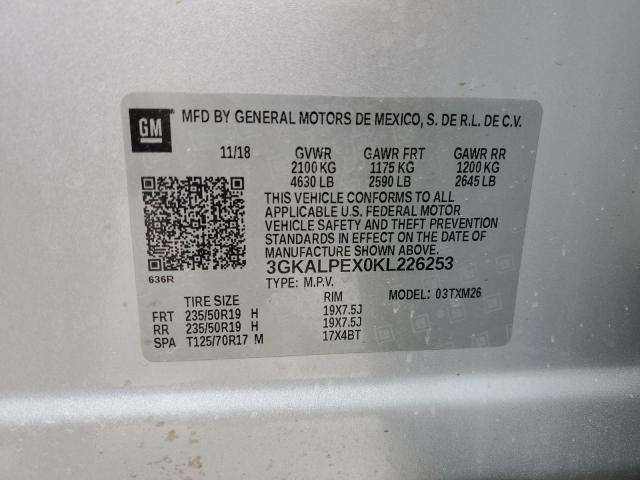 GM
MFD BY GENERAL MOTORS DE MEXICO, S. DE R.L. DE C.V.
11/18 GVWR GAWR FRT GAWR RR
2100 KG 1175 KG 1200 KG
4630 LB 2590 LB 2645 LB
THIS VEHICLE CONFORMS TO ALL
APPLICABLE U.S. FEDERAL MOTOR
VEHICLE SAFETY AND THEFT PREVENTION
STANDARDS IN EFFECT ON THE DATE OF
MANUFACTURE SHOWN ABOVE.
3GKALPEX0KL226253
636R TYPE: M.P.V.
TIRE SIZE RIM MODEL: 03TXM26
FRT 235/50R19 H 19X7.5J
RR 235/50R19 H 19X7.5J
SPA T125/70R17 M 17X4BT